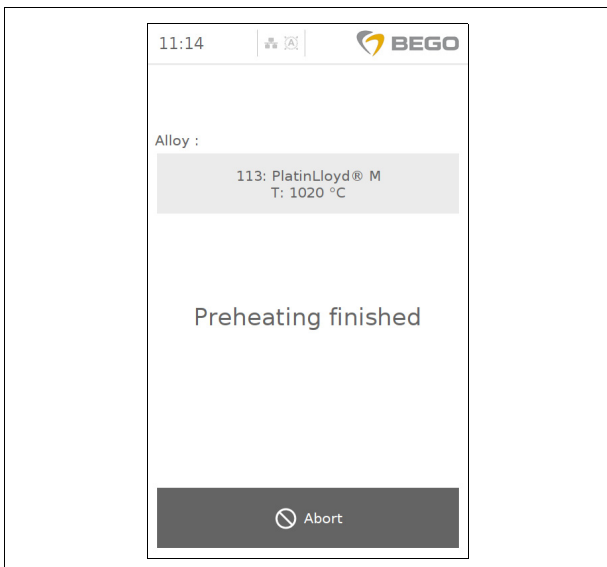 11:14
A
BEGO
Alloy :
113: PlatinLloyd® M
T: 1020 °C
Preheating finished
Abort